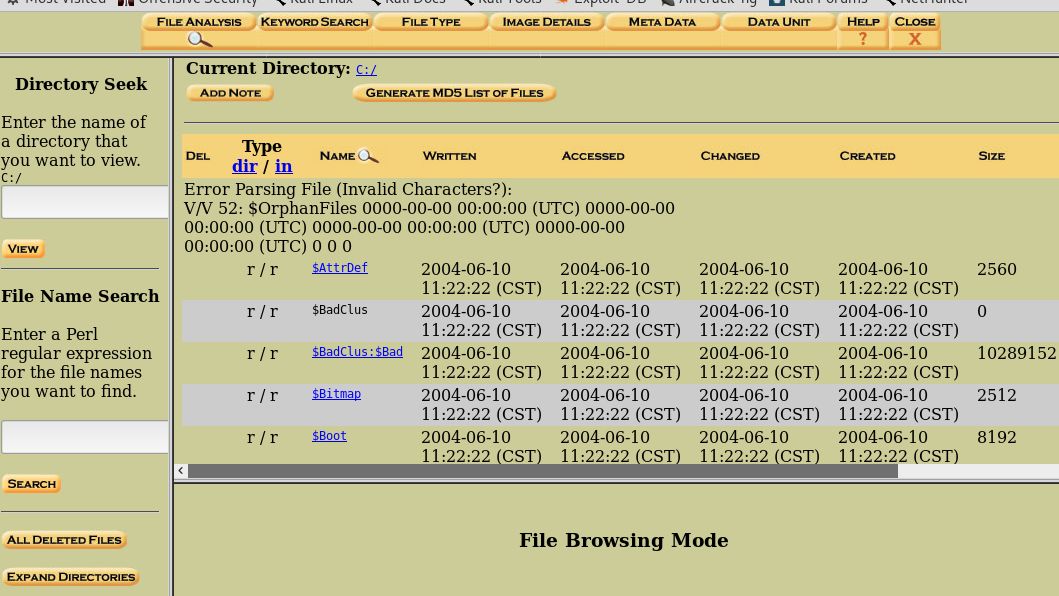 Most Visited Offensive Security Kali Linux Kali Docs Kali Tools Exploit-DB Aircrack-ng Kali Forums NetHunter
FILE ANALYSIS KEYWORD SEARCH FILE TYPE IMAGE DETAILS META DATA DATA UNIT HELP CLOSE
? X
Directory Seek
Enter the name of
a directory that
you want to view.
C:/
VIEW
File Name Search
Enter a Perl
regular expression
for the file names
you want to find.
SEARCH
ALL DELETED FILES
EXPAND DIRECTORIES
Current Directory: C:/
ADD NOTE GENERATE MD5 LIST OF FILES
DEL Type dir / in NAME WRITTEN ACCESSED CHANGED CREATED SIZE
Error Parsing File (Invalid Characters?):
V/V 52: $OrphanFiles 0000-00-00 00:00:00 (UTC) 0000-00-00
00:00:00 (UTC) 0000-00-00 00:00:00 (UTC) 0000-00-00
00:00:00 (UTC) 0 0 0
r / r $AttrDef 2004-06-10 2004-06-10 2004-06-10 2004-06-10 2560
11:22:22 (CST) 11:22:22 (CST) 11:22:22 (CST) 11:22:22 (CST)
r / r $BadClus 2004-06-10 2004-06-10 2004-06-10 2004-06-10 0
11:22:22 (CST) 11:22:22 (CST) 11:22:22 (CST) 11:22:22 (CST)
r / r $BadClus:$Bad 2004-06-10 2004-06-10 2004-06-10 2004-06-10 10289152
11:22:22 (CST) 11:22:22 (CST) 11:22:22 (CST) 11:22:22 (CST)
r / r $Bitmap 2004-06-10 2004-06-10 2004-06-10 2004-06-10 2512
11:22:22 (CST) 11:22:22 (CST) 11:22:22 (CST) 11:22:22 (CST)
r / r $Boot 2004-06-10 2004-06-10 2004-06-10 2004-06-10 8192
11:22:22 (CST) 11:22:22 (CST) 11:22:22 (CST) 11:22:22 (CST)
File Browsing Mode